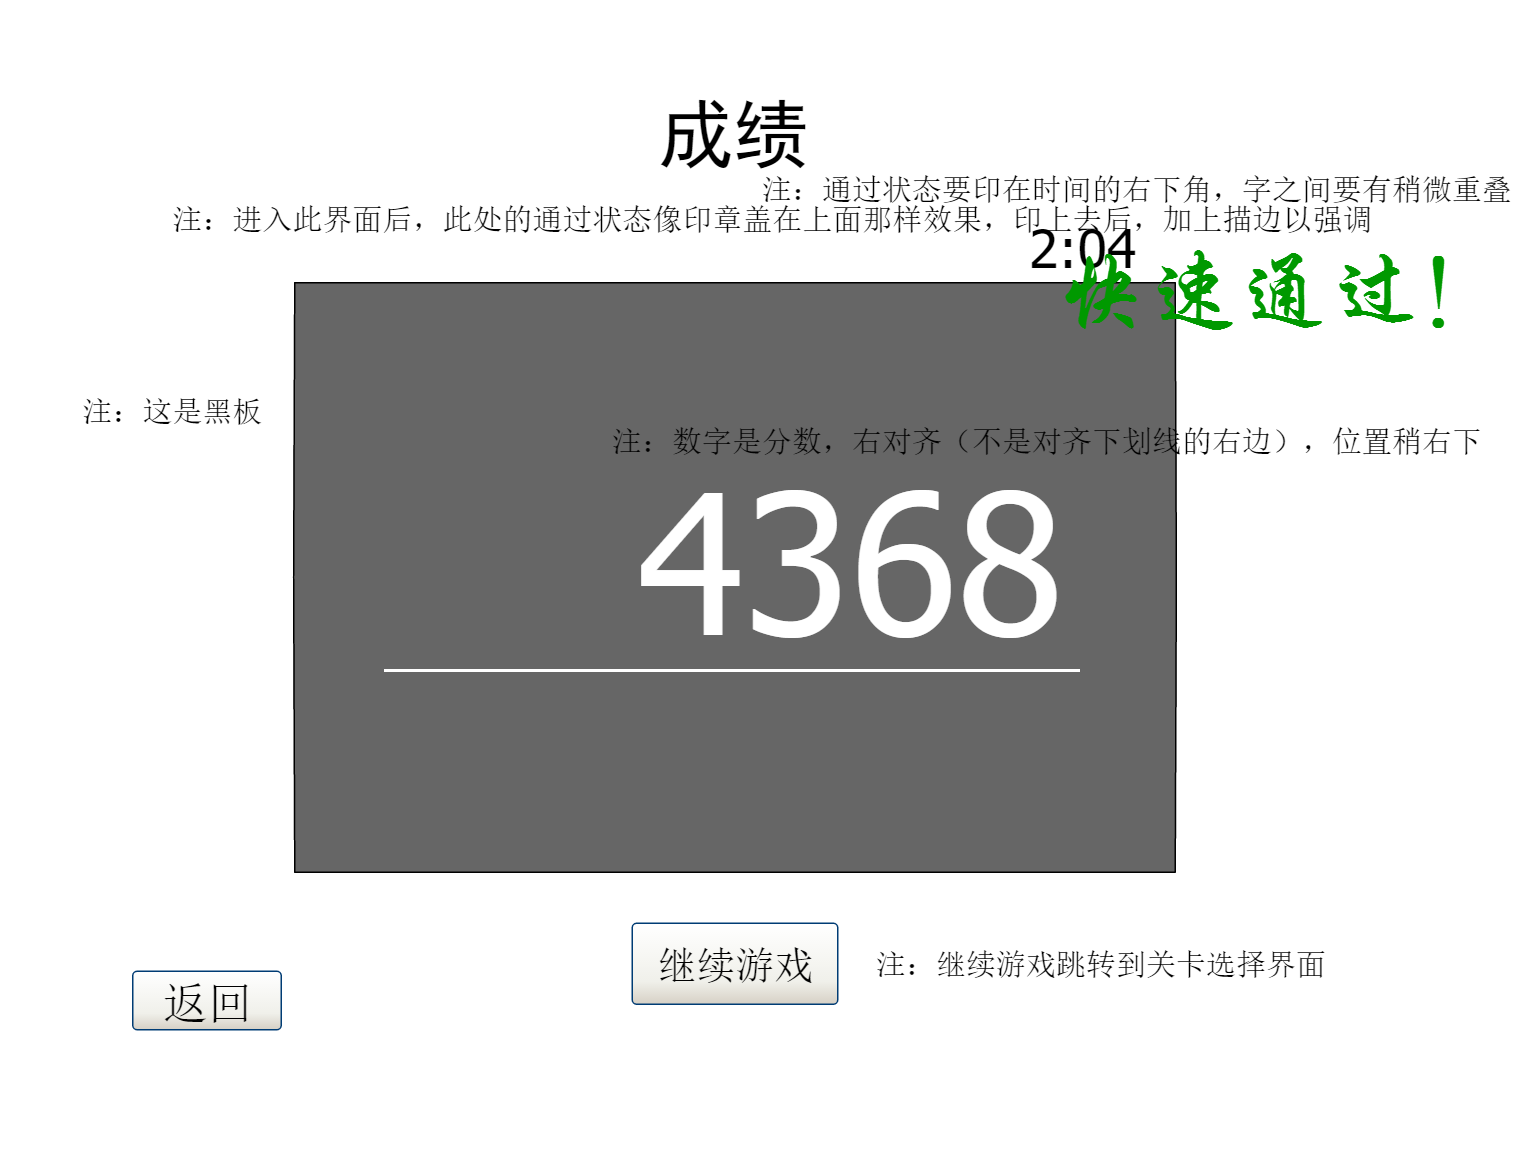 成绩
注：通过状态要印在时间的右下角，字之间要有稍微重叠
注：进入此界面后，此处的通过状态像印章盖在上面那样效果，印上去后，加上描边以强调
2:04
快速通过！
注：这是黑板
注：数字是分数，右对齐（不是对齐下划线的右边），位置稍右下
4368
继续游戏
注：继续游戏跳转到关卡选择界面
返回